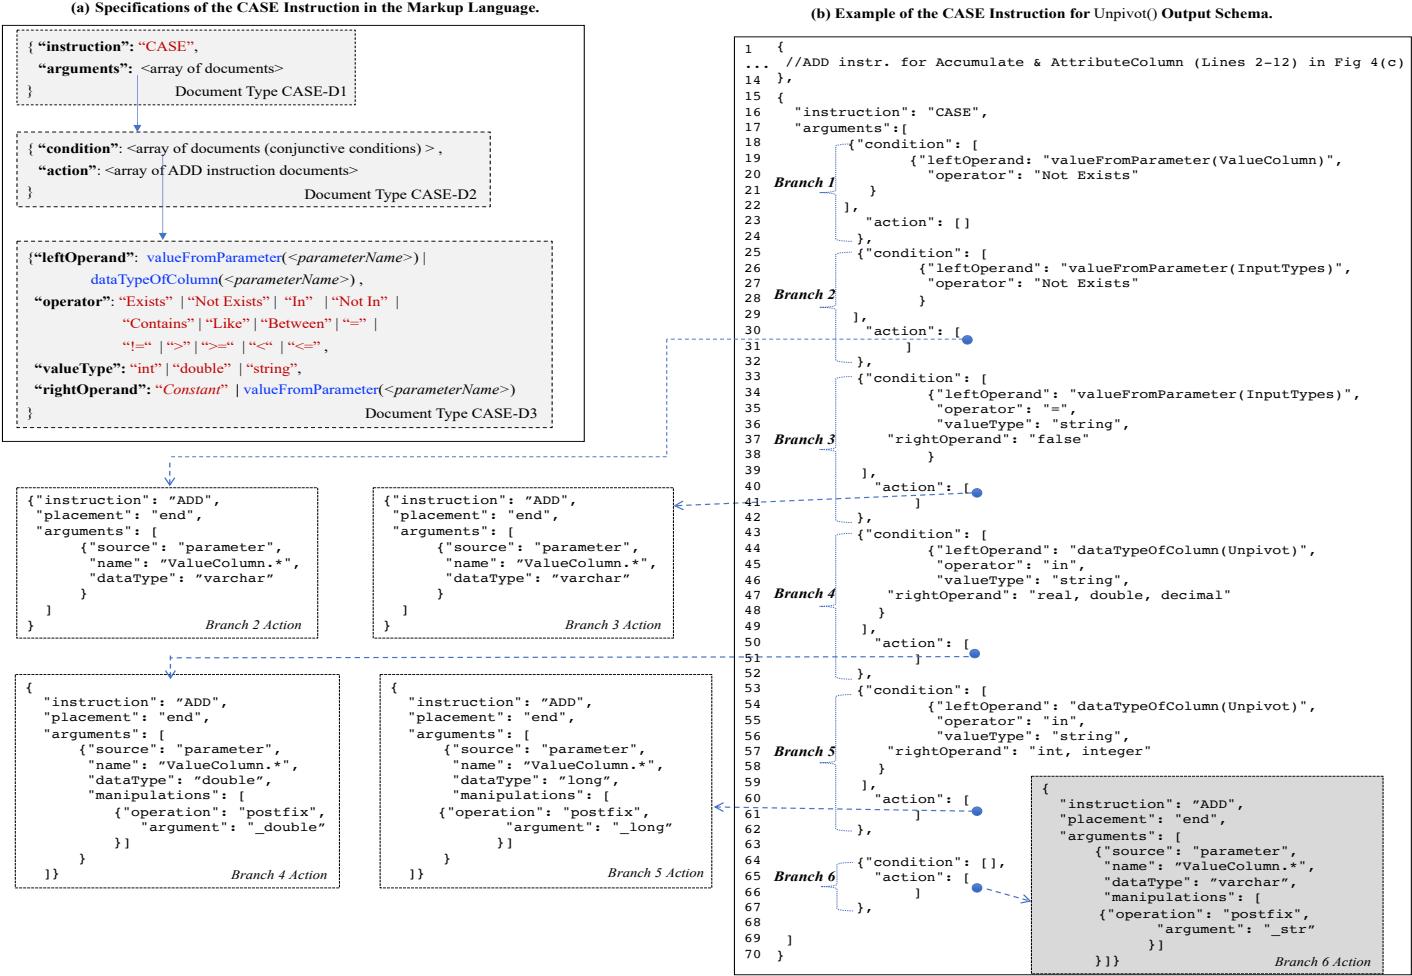 (a) Specifications of the CASE Instruction in the Markup Language.
{ “instruction”: “CASE”,
“arguments”: <array of documents>
} Document Type CASE-D1
{ “condition”: <array of documents (conjunctive conditions) > ,
“action”: <array of ADD instruction documents>
} Document Type CASE-D2
{“leftOperand”: valueFromParameter(<parameterName>) |
dataTypeOfColumn(<parameterName>) ,
“operator”: “Exists” | “Not Exists” | “In” | “Not In” |
“Contains” | “Like” | “Between” | “=” |
“!=“ | “>” | “>=“ | “<“ | “<=” ,
“valueType”: “int” | “double” | “string”,
“rightOperand”: “Constant” | valueFromParameter(<parameterName>)
} Document Type CASE-D3
{"instruction": ”ADD",
"placement": "end",
"arguments": [
{"source": "parameter",
"name": ”ValueColumn.*",
"dataType": ”varchar”
}
]
}
Branch 2 Action
{"instruction": ”ADD",
"placement": "end",
"arguments": [
{"source": "parameter",
"name": ”ValueColumn.*",
"dataType": ”varchar”
}
]
}
Branch 3 Action
{
"instruction": ”ADD",
"placement": "end",
"arguments": [
{"source": "parameter",
"name": ”ValueColumn.*",
"dataType": ”double”,
"manipulations": [
{"operation": "postfix",
"argument": "_double”
}]
}
]}
Branch 4 Action
{
"instruction": ”ADD",
"placement": "end",
"arguments": [
{"source": "parameter",
"name": ”ValueColumn.*",
"dataType": ”long”,
"manipulations": [
{"operation": "postfix",
"argument": "_long”
}]
}
]}
Branch 5 Action
(b) Example of the CASE Instruction for Unpivot() Output Schema.
1 {
... //ADD instr. for Accumulate & AttributeColumn (Lines 2-12) in Fig 4(c)
14 },
15 {
16 "instruction": "CASE",
17 "arguments":[
18 {"condition": [
19 {"leftOperand: "valueFromParameter(ValueColumn)",
20 "operator": "Not Exists"
Branch 1
21 }
22 ],
23 "action": []
24 },
25 {"condition": [
26 {"leftOperand": "valueFromParameter(InputTypes)",
27 "operator": "Not Exists"
Branch 2
28 }
29 ],
30 "action": [
31 ]
32 },
33 {"condition": [
34 {"leftOperand": "valueFromParameter(InputTypes)",
35 "operator": "=",
36 "valueType": "string",
37 Branch 3 "rightOperand": "false"
38 }
39 ],
40 "action": [
41 ]
42 },
43 {"condition": [
44 {"leftOperand": "dataTypeOfColumn(Unpivot)",
45 "operator": "in",
46 "valueType": "string",
47 Branch 4 "rightOperand": "real, double, decimal"
48 }
49 ],
50 "action": [
51 ]
52 },
53 {"condition": [
54 {"leftOperand": "dataTypeOfColumn(Unpivot)",
55 "operator": "in",
56 "valueType": "string",
57 Branch 5 "rightOperand": "int, integer"
58 }
59 ],
60 "action": [
61 ]
62 },
63
64 {"condition": [],
65 Branch 6 "action": [
66 ]
67 },
68
69 ]
70 }
{
"instruction": ”ADD",
"placement": "end",
"arguments": [
{"source": "parameter",
"name": ”ValueColumn.*",
"dataType": ”varchar”,
"manipulations": [
{"operation": "postfix",
"argument": "_str”
}]
}]}
Branch 6 Action